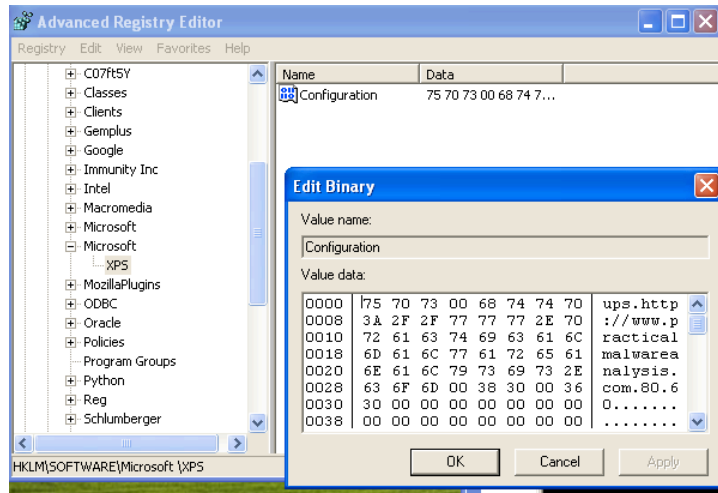 Advanced Registry Editor
Registry Edit View Favorites Help
C07ft5Y
Classes
Clients
Gemplus
Google
Immunity Inc
Intel
Macromedia
Microsoft
Microsoft
XPS
MozillaPlugins
ODBC
Oracle
Policies
Program Groups
Python
Reg
Schlumberger
HKLM\SOFTWARE\Microsoft \XPS
Name Data
Configuration 75 70 73 00 68 74 7...
Edit Binary
Value name:
Configuration
Value data:
0000 75 70 73 00 68 74 74 70 ups.http
0008 3A 2F 2F 77 77 77 2E 70 ://www.p
0010 72 61 63 74 69 63 61 6C ractical
0018 6D 61 6C 77 61 72 65 61 malwarea
0020 6E 61 6C 79 73 69 73 2E nalysis.
0028 63 6F 6D 00 38 30 00 36 com.80.6
0030 30 00 00 00 00 00 00 00 0.......
0038 00 00 00 00 00 00 00 00 ........
OK Cancel Apply